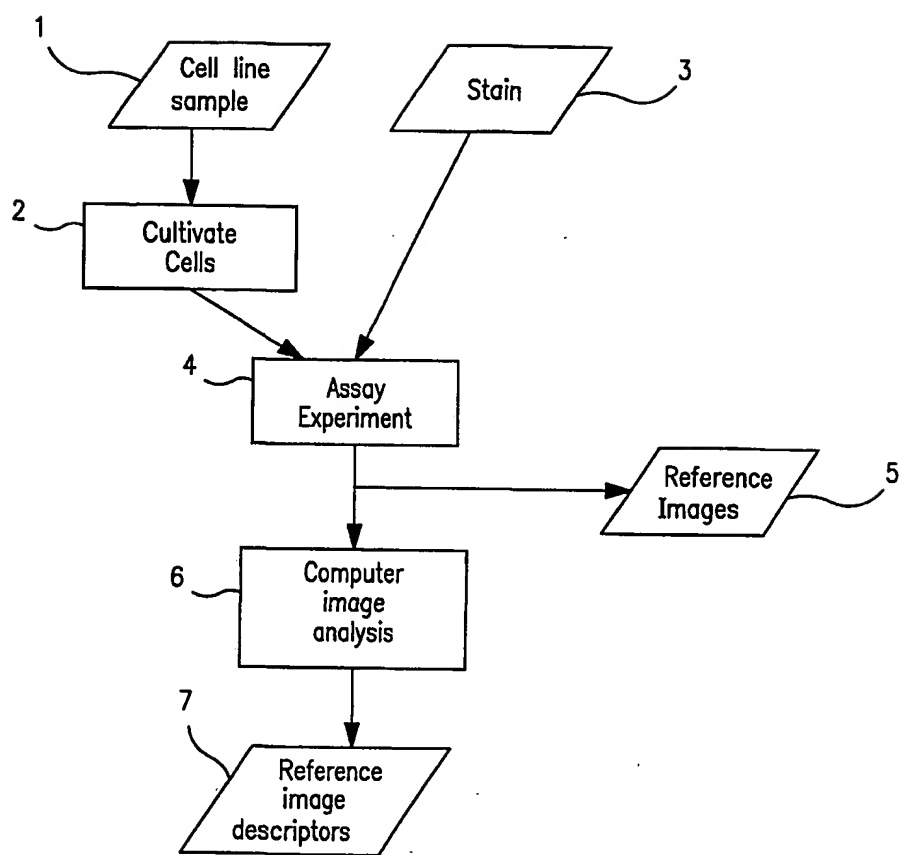 1
Cell line
sample
Stain
3
2
Cultivate
Cells
4
Assay
Experiment
Reference
Images
5
6
Computer
image
analysis
7
Reference
image
descriptors